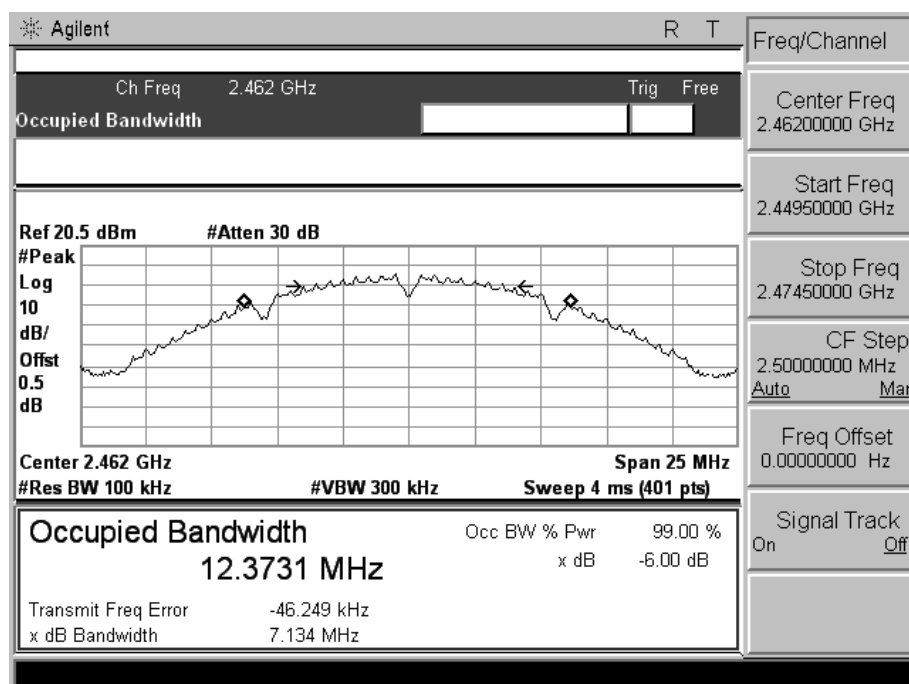 Agilent R T
Ch Freq 2.462 GHz Trig Free
Occupied Bandwidth
Ref 20.5 dBm #Atten 30 dB
#Peak
Log
10
dB/
Offst
0.5
dB
Center 2.462 GHz Span 25 MHz
#Res BW 100 kHz #VBW 300 kHz Sweep 4 ms (401 pts)
Occupied Bandwidth
12.3731 MHz
Occ BW % Pwr 99.00 %
x dB -6.00 dB
Transmit Freq Error -46.249 kHz
x dB Bandwidth 7.134 MHz
Freq/Channel
Center Freq
2.46200000 GHz
Start Freq
2.44950000 GHz
Stop Freq
2.47450000 GHz
CF Step
2.50000000 MHz
Auto Man
Freq Offset
0.00000000 Hz
Signal Track
On Off